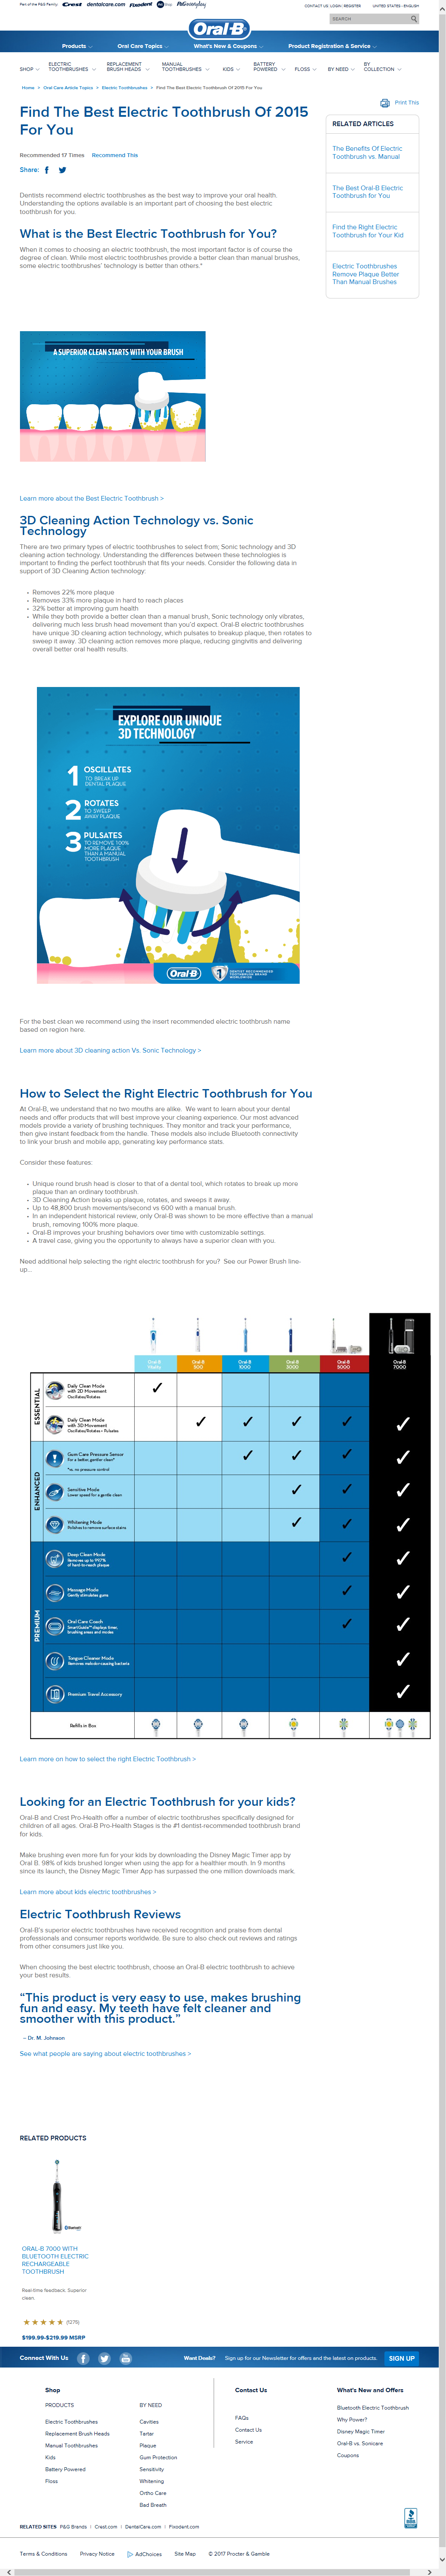 Part of the P&G Family
Crest
dentalcare.com
Fixodent
P&Geveryday
CONTACT US LOGIN / REGISTER UNITED STATES - ENGLISH
SEARCH
Oral-B
Products
Oral Care Topics
What's New & Coupons
Product Registration & Service
SHOP
ELECTRIC TOOTHBRUSHES
REPLACEMENT BRUSH HEADS
MANUAL TOOTHBRUSHES
KIDS
BATTERY POWERED
FLOSS
BY NEED
BY COLLECTION
Home > Oral Care Article Topics > Electric Toothbrushes > Find The Best Electric Toothbrush Of 2015 For You
Print This
Find The Best Electric Toothbrush Of 2015
For You
Recommended 17 Times Recommend This
Share:
RELATED ARTICLES
The Benefits Of Electric
Toothbrush vs. Manual
The Best Oral-B Electric
Toothbrush for You
Find the Right Electric
Toothbrush for Your Kid
Electric Toothbrushes
Remove Plaque Better
Than Manual Brushes
Dentists recommend electric toothbrushes as the best way to improve your oral health.
Understanding the options available is an important part of choosing the best electric
toothbrush for you.
What is the Best Electric Toothbrush for You?
When it comes to choosing an electric toothbrush, the most important factor is of course the
degree of clean. While most electric toothbrushes provide a better clean than manual brushes,
some electric toothbrushes' technology is better than others.*
A SUPERIOR CLEAN STARTS WITH YOUR BRUSH
Learn more about the Best Electric Toothbrush >
3D Cleaning Action Technology vs. Sonic
Technology
There are two primary types of electric toothbrushes to select from; Sonic technology and 3D
cleaning action technology. Understanding the differences between these technologies is
important to finding the perfect toothbrush that fits your needs. Consider the following data in
support of 3D Cleaning Action technology:
• Removes 22% more plaque
• Removes 33% more plaque in hard to reach places
• 32% better at improving gum health
• While they both provide a better clean than a manual brush, Sonic technology only vibrates,
delivering much less brush head movement than you'd expect. Oral-B electric toothbrushes
have unique 3D cleaning action technology, which pulsates to breakup plaque, then rotates to
sweep it away. 3D cleaning action removes more plaque, reducing gingivitis and delivering
overall better oral health results.
EXPLORE OUR UNIQUE
3D TECHNOLOGY
1 OSCILLATES
TO BREAK UP
DENTAL PLAQUE
2 ROTATES
TO SWEEP
AWAY PLAQUE
3 PULSATES
TO REMOVE 100%
MORE PLAQUE
THAN A MANUAL
TOOTHBRUSH
Oral-B
#1 DENTIST RECOMMENDED
TOOTHBRUSH BRAND
WORLDWIDE
For the best clean we recommend using the insert recommended electric toothbrush name
based on region here.
Learn more about 3D cleaning action Vs. Sonic Technology >
How to Select the Right Electric Toothbrush for You
At Oral-B, we understand that no two mouths are alike. We want to learn about your dental
needs and offer products that will best improve your cleaning experience. Our most advanced
models provide a variety of brushing techniques. They monitor and track your performance,
then give instant feedback from the handle. These models also include Bluetooth connectivity
to link your brush and mobile app, generating key performance stats.
Consider these features:
• Unique round brush head is closer to that of a dental tool, which rotates to break up more
plaque than an ordinary toothbrush.
• 3D Cleaning Action breaks up plaque, rotates, and sweeps it away.
• Up to 48,800 brush movements/second vs 600 with a manual brush.
• In an independent historical review, only Oral-B was shown to be more effective than a manual
brush, removing 100% more plaque.
• Oral-B improves your brushing behaviors over time with customizable settings.
• A travel case, giving you the opportunity to always have a superior clean with you.
Need additional help selecting the right electric toothbrush for you? See our Power Brush line-
up...
Oral-B Vitality
Oral-B 500
Oral-B 1000
Oral-B 3000
Oral-B 5000
Oral-B 7000
ESSENTIAL
Daily Clean Mode
with 2D Movement
Oscillates/Rotates
Daily Clean Mode
with 3D Movement
Oscillates/Rotates + Pulsates
ENHANCED
Gum Care Pressure Sensor
For a better, gentler clean*
*vs. no pressure control
Sensitive Mode
Lower speed for a gentle clean
Whitening Mode
Polishes to remove surface stains
PREMIUM
Deep Clean Mode
Removes up to 99.7%
of hard-to-reach plaque
Massage Mode
Gently stimulates gums
Oral Care Coach
SmartGuide™ displays timer,
brushing areas and modes
Tongue Cleaner Mode
Removes malodor-causing bacteria
Premium Travel Accessory
Refills in Box
Learn more on how to select the right Electric Toothbrush >
Looking for an Electric Toothbrush for your kids?
Oral-B and Crest Pro-Health offer a number of electric toothbrushes specifically designed for
children of all ages. Oral-B Pro-Health Stages is the #1 dentist-recommended toothbrush brand
for kids.
Make brushing even more fun for your kids by downloading the Disney Magic Timer app by
Oral B. 98% of kids brushed longer when using the app for a healthier mouth. In 9 months
since its launch, the Disney Magic Timer App has surpassed the one million downloads mark.
Learn more about kids electric toothbrushes >
Electric Toothbrush Reviews
Oral-B's superior electric toothbrushes have received recognition and praise from dental
professionals and consumer reports worldwide. Be sure to also check out reviews and ratings
from other consumers just like you.
When choosing the best electric toothbrush, choose an Oral-B electric toothbrush to achieve
your best results.
"This product is very easy to use, makes brushing
fun and easy. My teeth have felt cleaner and
smoother with this product."
– Dr. M. Johnson
See what people are saying about electric toothbrushes >
RELATED PRODUCTS
Bluetooth
ORAL-B 7000 WITH
BLUETOOTH ELECTRIC
RECHARGEABLE
TOOTHBRUSH
Real-time feedback. Superior
clean.
(1278)
$199.99-$219.99 MSRP
Connect With Us
Want Deals? Sign up for our Newsletter for offers and the latest on products. SIGN UP
Shop
PRODUCTS
Electric Toothbrushes
Replacement Brush Heads
Manual Toothbrushes
Kids
Battery Powered
Floss
BY NEED
Cavities
Tartar
Plaque
Gum Protection
Sensitivity
Whitening
Ortho Care
Bad Breath
Contact Us
FAQs
Contact Us
Service
What's New and Offers
Bluetooth Electric Toothbrush
Why Power?
Disney Magic Timer
Oral-B vs. Sonicare
Coupons
RELATED SITES P&G Brands | Crest.com | DentalCare.com | Fixodent.com
Terms & Conditions Privacy Notice AdChoices Site Map © 2017 Procter & Gamble